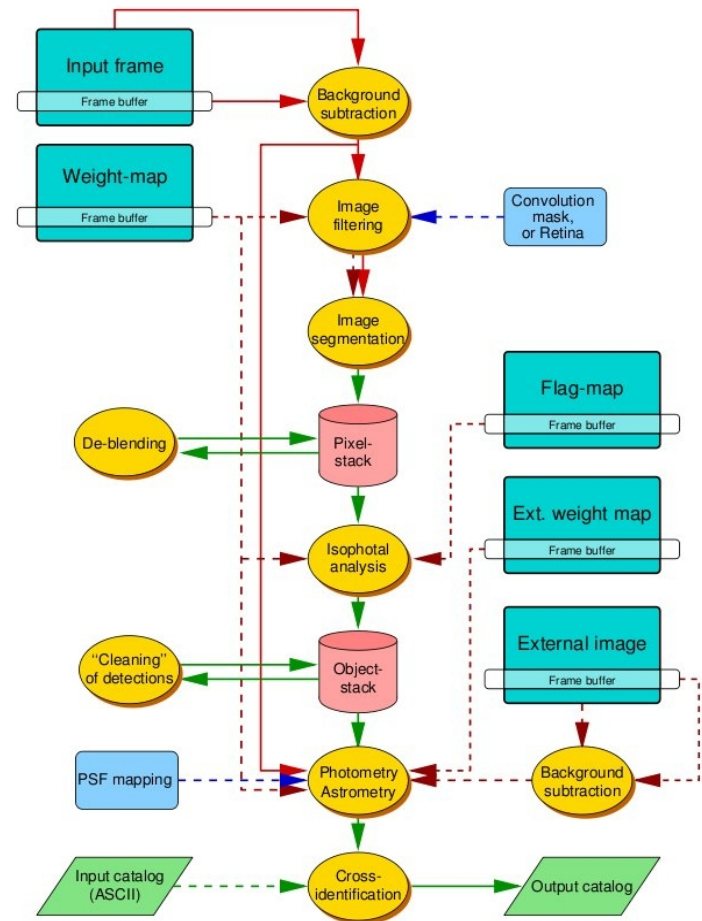 Input frame
Frame buffer
Background
subtraction
Weight-map
Frame buffer
Image
filtering
Convolution
mask,
or Retina
Image
segmentation
Flag-map
Frame buffer
De-blending
Pixel-
stack
Ext. weight map
Frame buffer
Isophotal
analysis
External image
Frame buffer
“Cleaning”
of detections
Object-
stack
PSF mapping
Photometry
Astrometry
Background
subtraction
Input catalog
(ASCII)
Cross-
identification
Output catalog